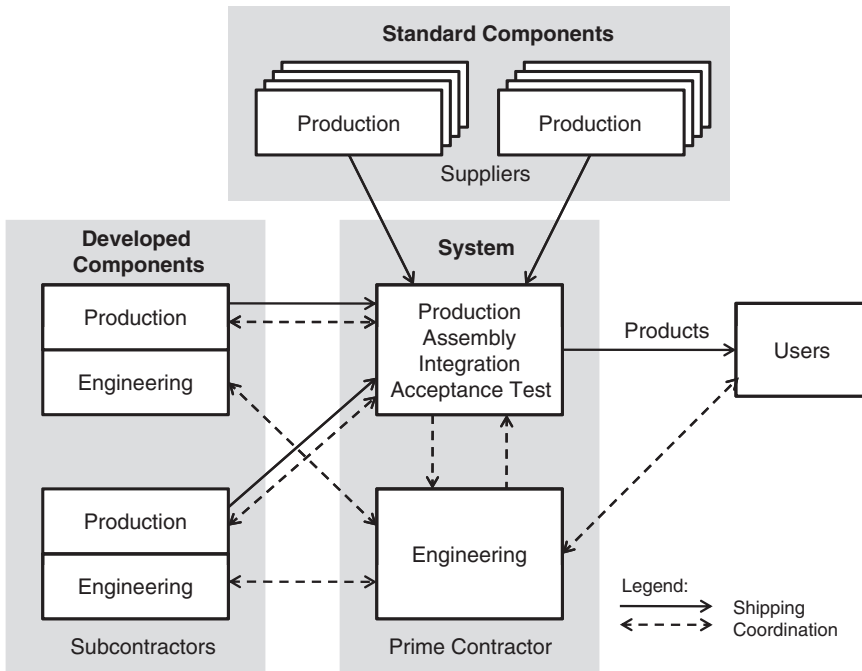 Standard Components
Production
Production
Suppliers
Developed
Components
Production
Engineering
Production
Engineering
Subcontractors
System
Production
Assembly
Integration
Acceptance Test
Engineering
Prime Contractor
Products
Users
Legend:
Shipping
Coordination